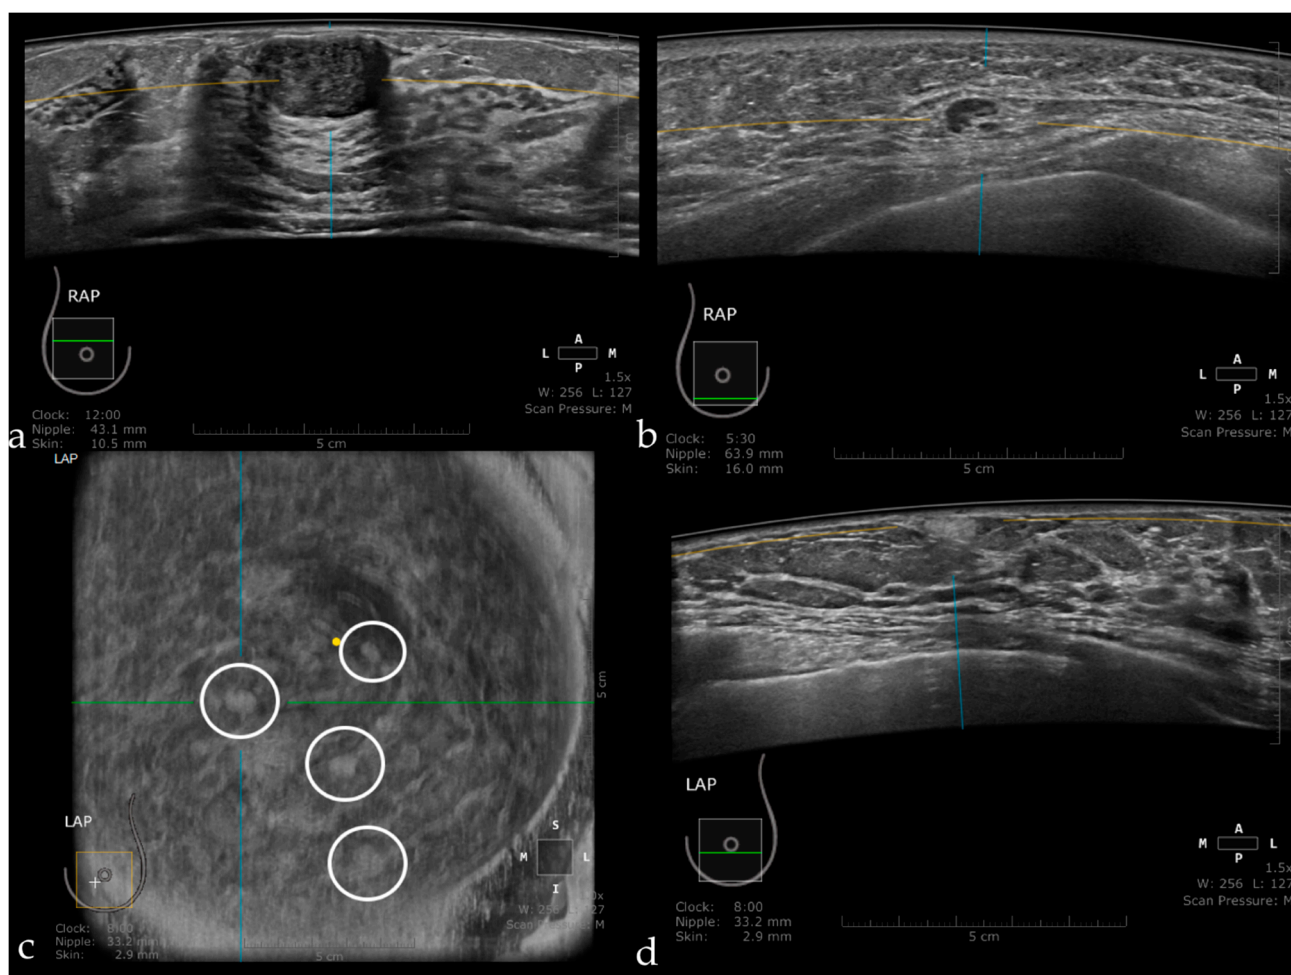 RAP
A
L M
P
1.5x
W: 256 L: 127
Scan Pressure: M
Clock: 12:00
Nipple: 43.1 mm
Skin: 10.5 mm
5 cm
a
RAP
A
L M
P
1.5x
W: 256 L: 127
Scan Pressure: M
Clock: 5:30
Nipple: 63.9 mm
Skin: 16.0 mm
5 cm
b
LAP
5 cm
LAP
S
M L
I
W: 256
Scan Pressure: M
Clock: 8:00
Nipple: 33.2 mm
Skin: 2.9 mm
5 cm
c
LAP
A
M L
P
1.5x
W: 256 L: 127
Scan Pressure: M
Clock: 8:00
Nipple: 33.2 mm
Skin: 2.9 mm
5 cm
d